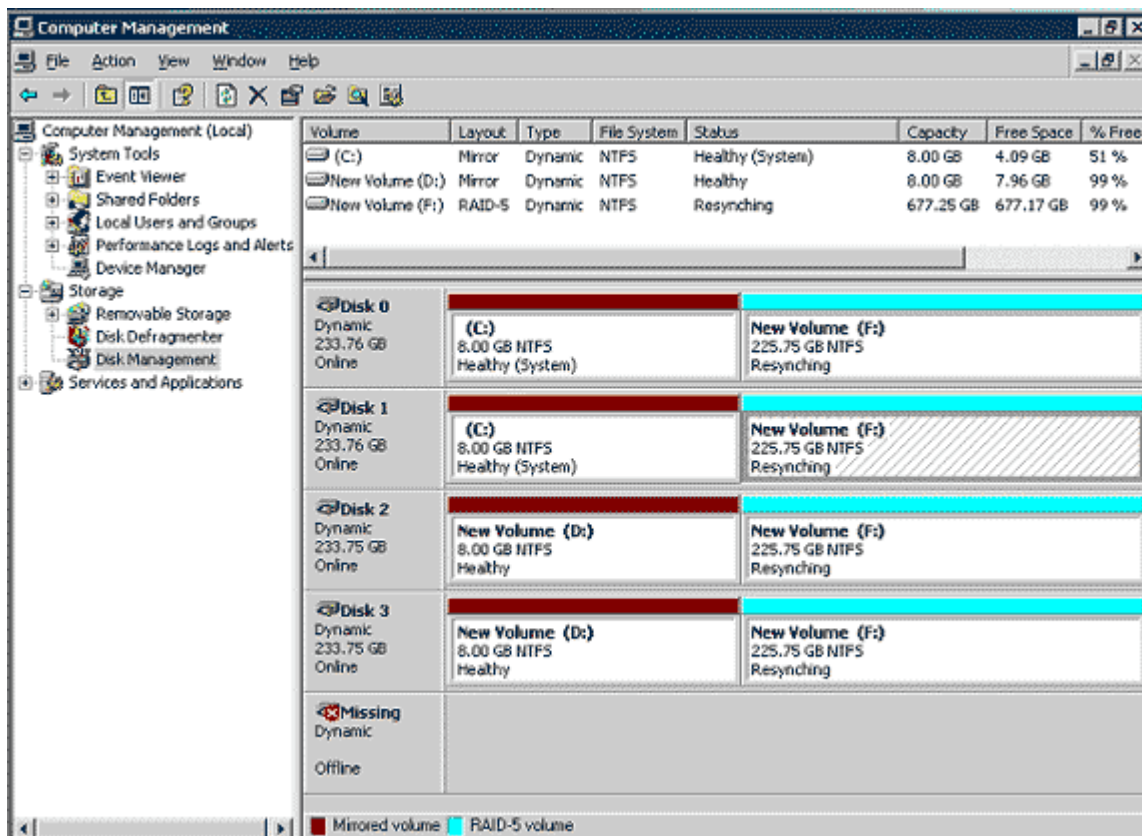 Computer Management
File Action View Window Help
Computer Management (Local)
System Tools
Event Viewer
Shared Folders
Local Users and Groups
Performance Logs and Alerts
Device Manager
Storage
Removable Storage
Disk Defragmenter
Disk Management
Services and Applications
Volume Layout Type File System Status Capacity Free Space % Free
(C:) Mirror Dynamic NTFS Healthy (System) 8.00 GB 4.09 GB 51 %
New Volume (D:) Mirror Dynamic NTFS Healthy 8.00 GB 7.96 GB 99 %
New Volume (F:) RAID-5 Dynamic NTFS Resynching 677.25 GB 677.17 GB 99 %
Disk 0
Dynamic
233.76 GB
Online
(C:)
8.00 GB NTFS
Healthy (System)
New Volume (F:)
225.75 GB NTFS
Resynching
Disk 1
Dynamic
233.76 GB
Online
(C:)
8.00 GB NTFS
Healthy (System)
New Volume (F:)
225.75 GB NTFS
Resynching
Disk 2
Dynamic
233.75 GB
Online
New Volume (D:)
8.00 GB NTFS
Healthy
New Volume (F:)
225.75 GB NTFS
Resynching
Disk 3
Dynamic
233.75 GB
Online
New Volume (D:)
8.00 GB NTFS
Healthy
New Volume (F:)
225.75 GB NTFS
Resynching
Missing
Dynamic
Offline
Mirrored volume RAID-5 volume